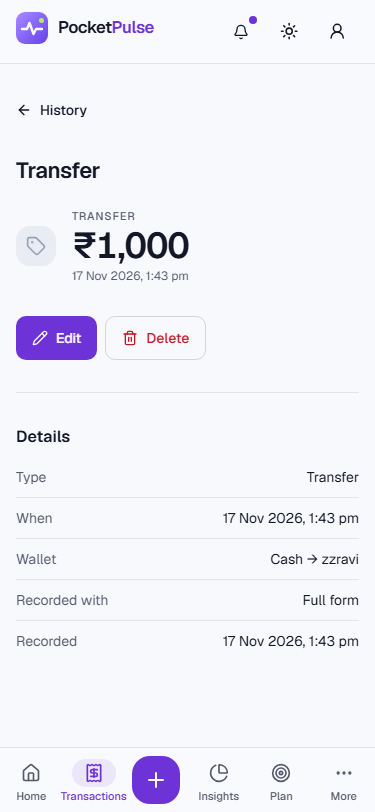 PocketPulse
History
Transfer
TRANSFER
₹1,000
17 Nov 2026, 1:43 pm
Edit
Delete
Details
Type Transfer
When 17 Nov 2026, 1:43 pm
Wallet Cash → zzravi
Recorded with Full form
Recorded 17 Nov 2026, 1:43 pm
Home Transactions Insights Plan More